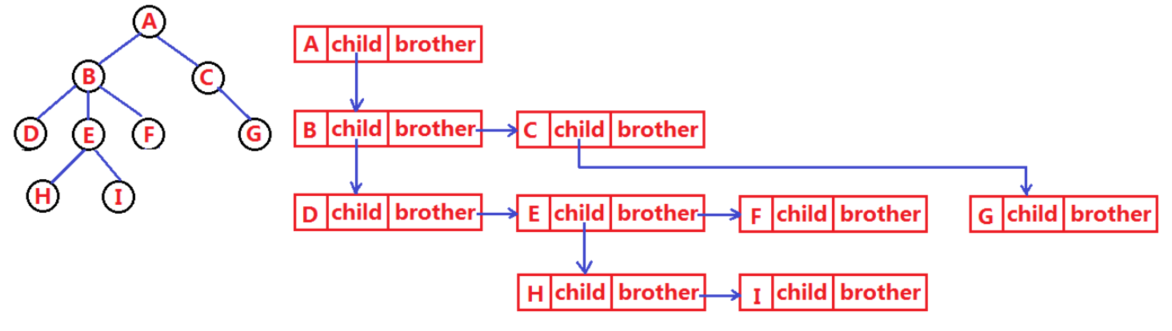 A
B C
D E F G
H I
A child brother
B child brother C child brother
D child brother E child brother F child brother G child brother
H child brother I child brother